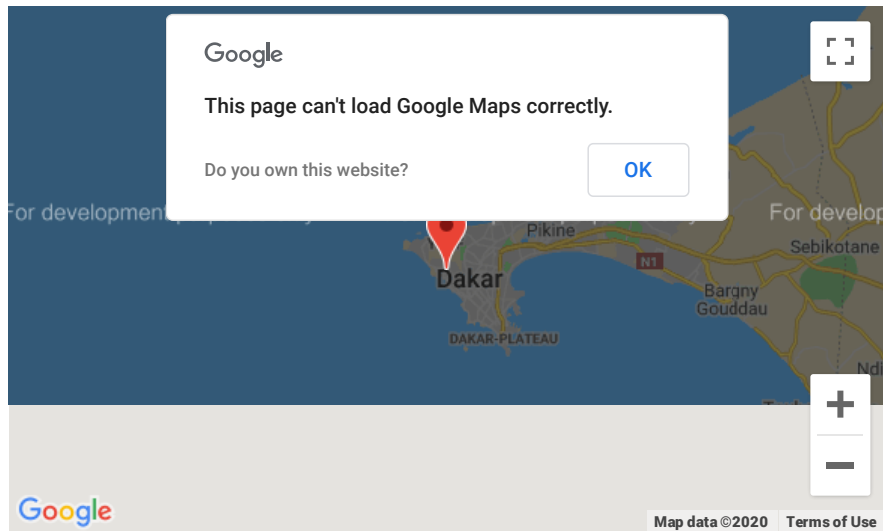 Google
This page can't load Google Maps correctly.
Do you own this website?
OK
For development
For develop
Pikine
Sebikotane
N1
Dakar
Bargny
Gouddau
DAKAR-PLATEAU
Ndi
Google
Map data ©2020
Terms of Use